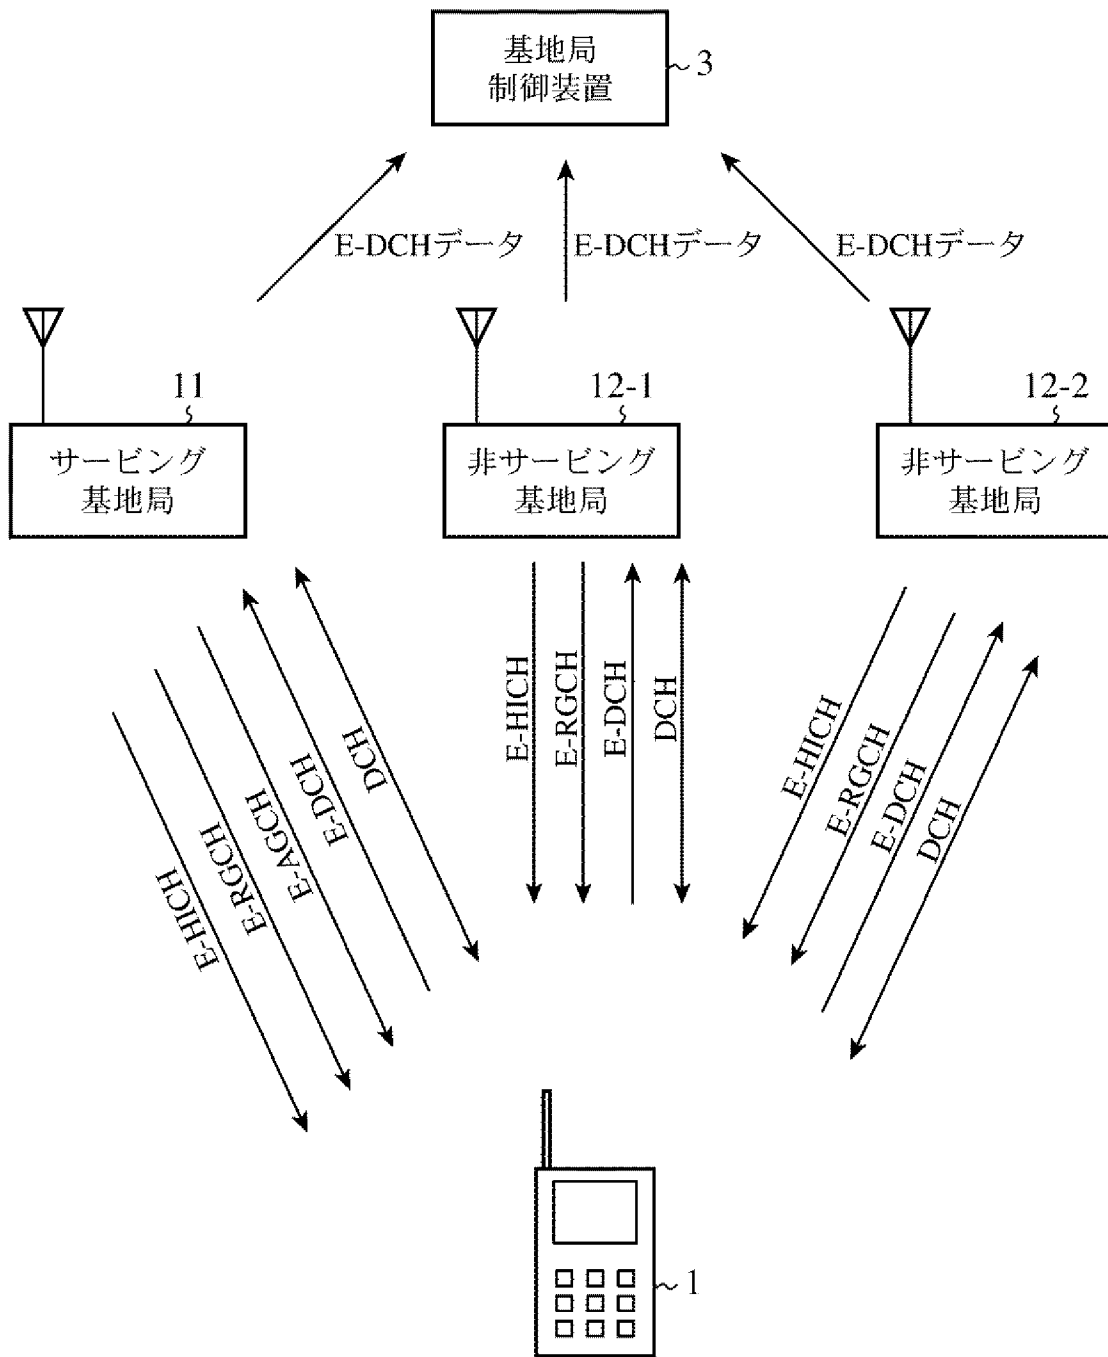 基地局
制御装置
3
E-DCHデータ
E-DCHデータ
E-DCHデータ
11
12-1
12-2
サービング
基地局
非サービング
基地局
非サービング
基地局
E-HICH
E-RGCH
E-AGCH
E-DCH
DCH
E-HICH
E-RGCH
E-DCH
DCH
E-HICH
E-RGCH
E-DCH
DCH
1